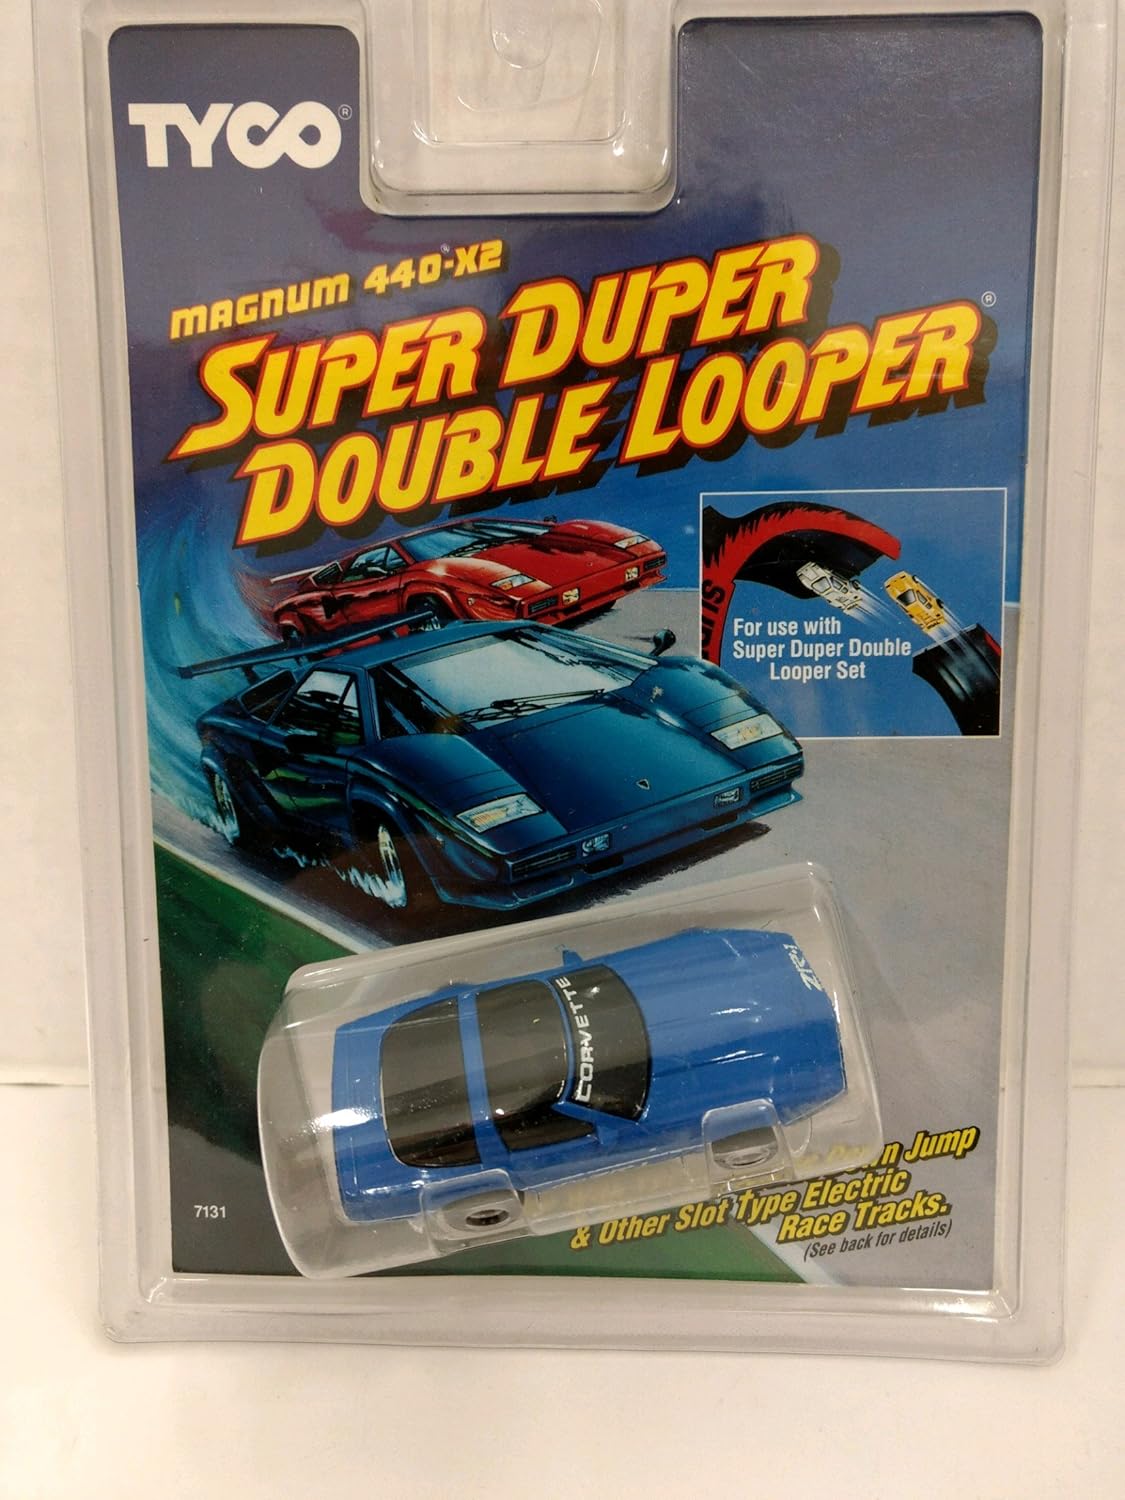 TYCO®
MAGNUM 440®-X2
SUPER DUPER
DOUBLE LOOPER®
For use with
Super Duper Double
Looper Set
CORVETTE
ZR-1
Down Jump
& Other Slot Type Electric
Race Tracks.
(See back for details)
7131